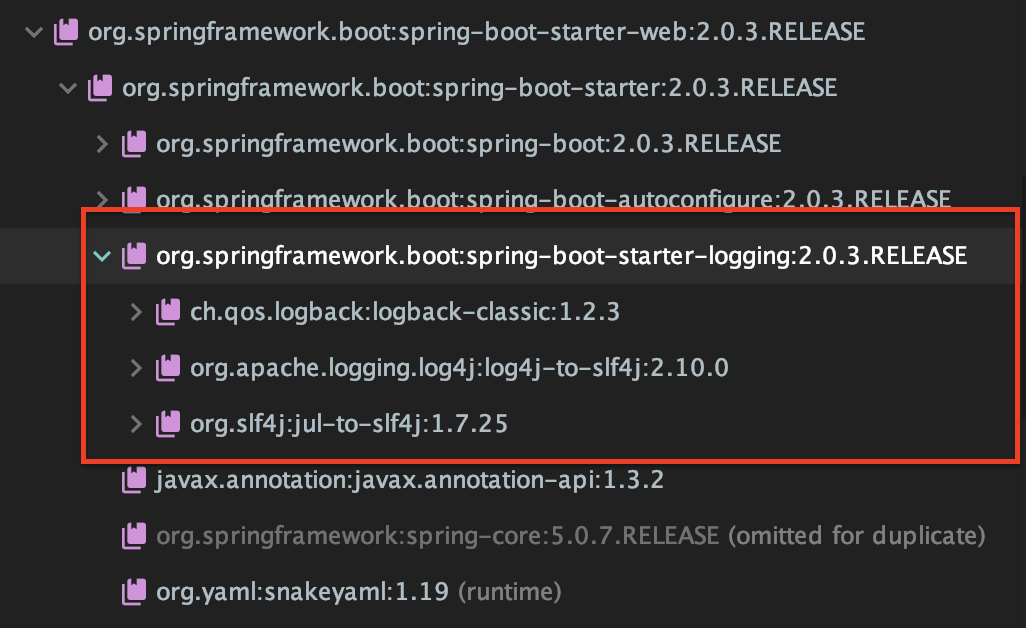 org.springframework.boot:spring-boot-starter-web:2.0.3.RELEASE
org.springframework.boot:spring-boot-starter:2.0.3.RELEASE
org.springframework.boot:spring-boot:2.0.3.RELEASE
org.springframework.boot:spring-boot-autoconfigure:2.0.3.RELEASE
org.springframework.boot:spring-boot-starter-logging:2.0.3.RELEASE
ch.qos.logback:logback-classic:1.2.3
org.apache.logging.log4j:log4j-to-slf4j:2.10.0
org.slf4j:jul-to-slf4j:1.7.25
javax.annotation:javax.annotation-api:1.3.2
org.springframework:spring-core:5.0.7.RELEASE (omitted for duplicate)
org.yaml:snakeyaml:1.19 (runtime)